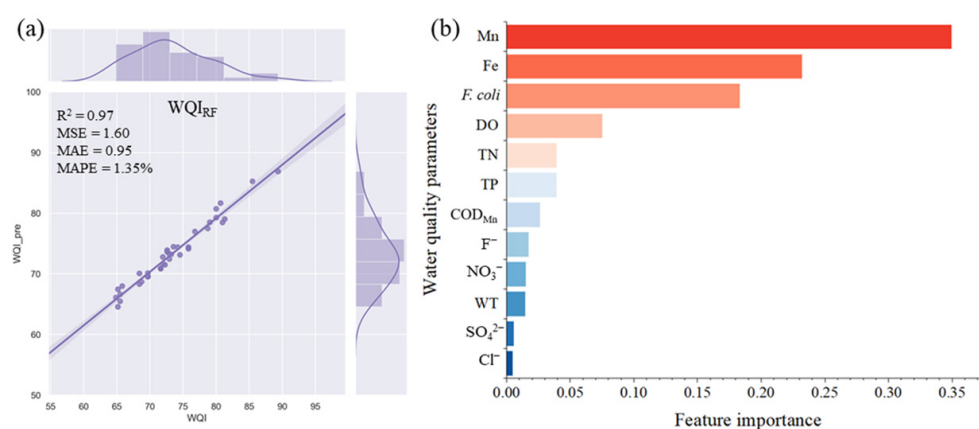 (a)
WQI_RF
R² = 0.97
MSE = 1.60
MAE = 0.95
MAPE = 1.35%
100
90
80
70
60
50
WQI_pre
55 60 65 70 75 80 85 90 95
WQI
(b)
Water quality parameters
Mn
Fe
F. coli
DO
TN
TP
COD_Mn
F⁻
NO₃⁻
WT
SO₄²⁻
Cl⁻
0.00 0.05 0.10 0.15 0.20 0.25 0.30 0.35
Feature importance